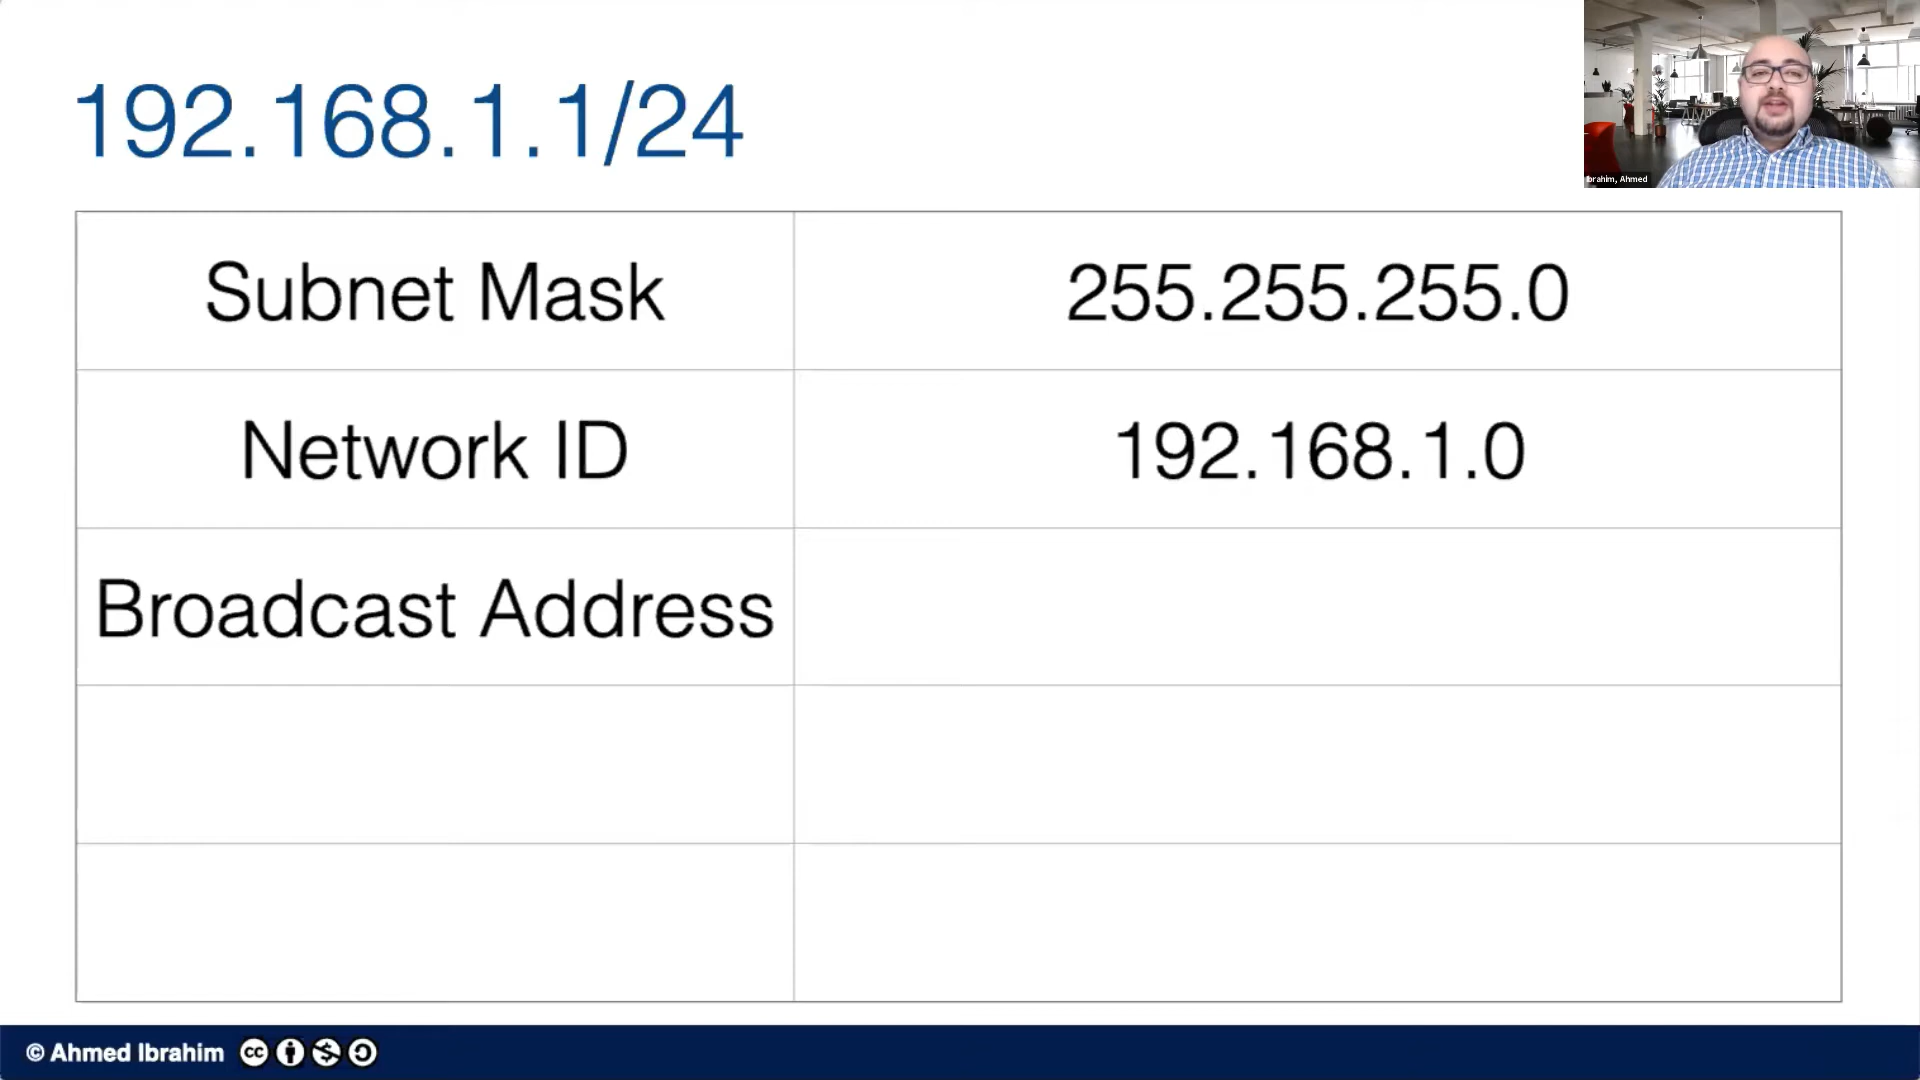 192.168.1.1/24
Ibrahim, Ahmed
Subnet Mask 255.255.255.0
Network ID 192.168.1.0
Broadcast Address
© Ahmed Ibrahim cc